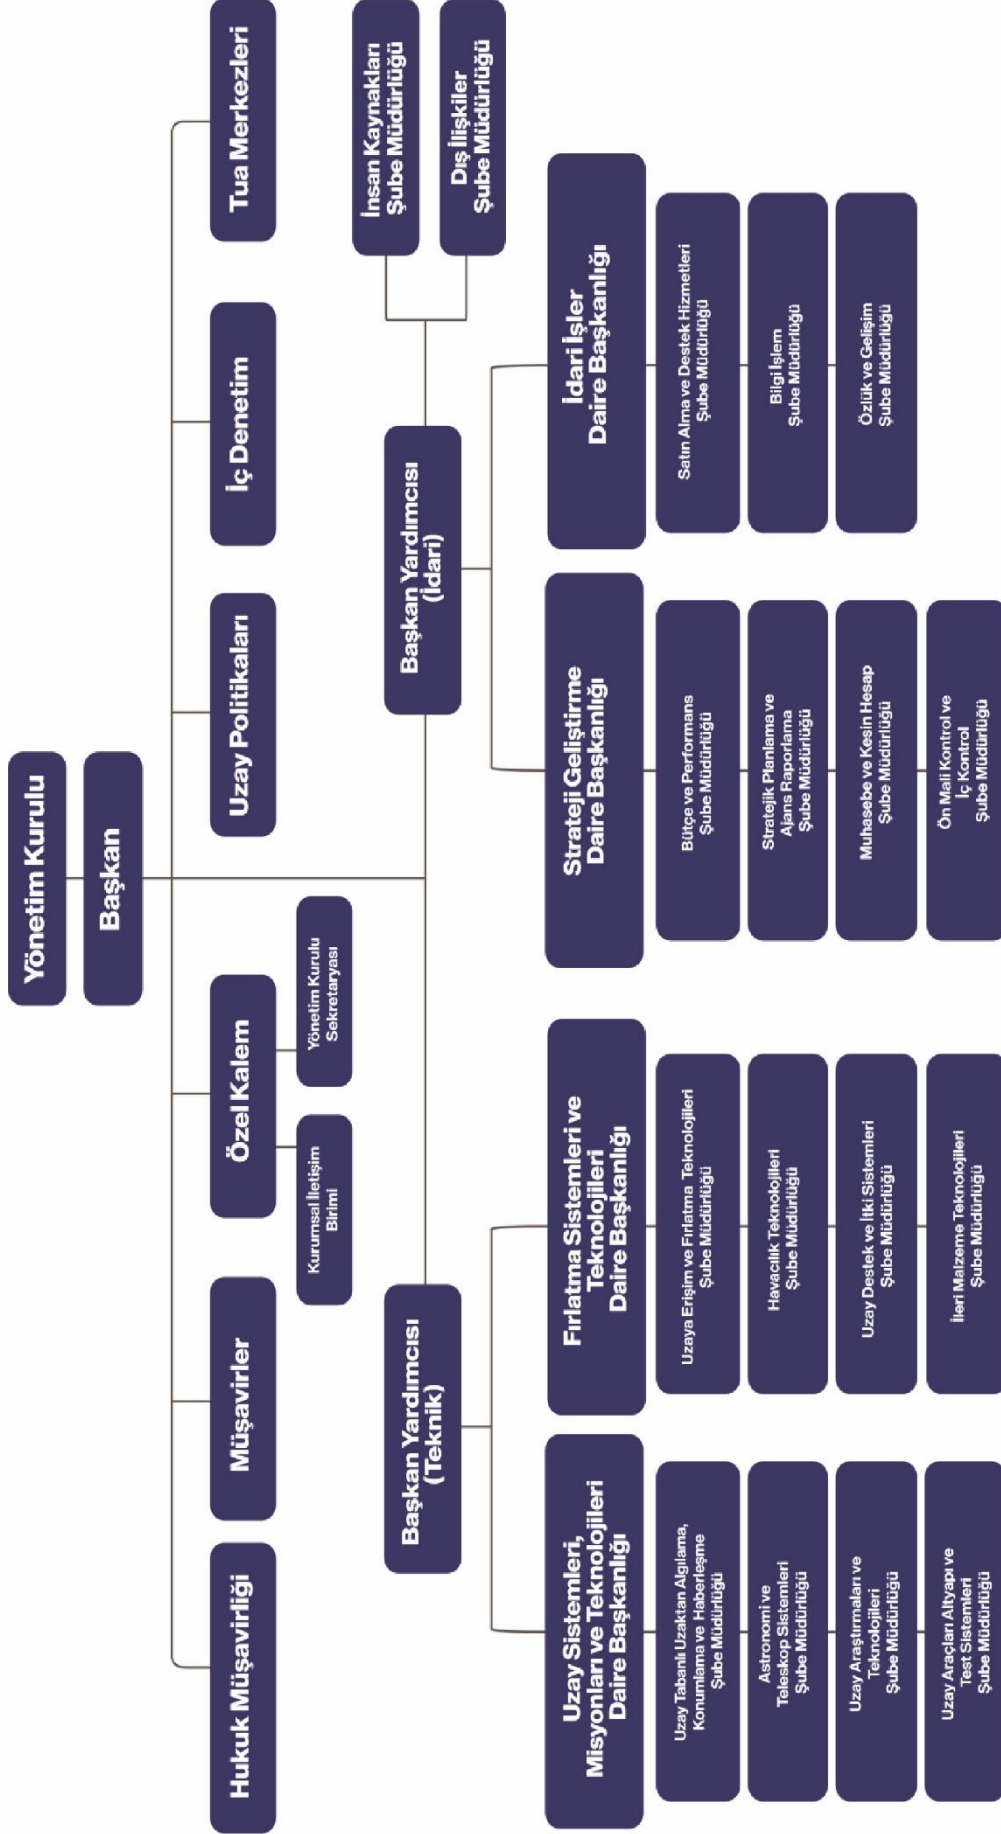 Yönetim Kurulu
Başkan
Hukuk Müşavirliği
Müşavirler
Özel Kalem
Uzay Politikaları
İç Denetim
Tua Merkezleri
Kurumsal İletişim
Birimi
Yönetim Kurulu
Sekretaryası
Başkan Yardımcısı
(Teknik)
Başkan Yardımcısı
(İdari)
İnsan Kaynakları
Şube Müdürlüğü
Dış İlişkiler
Şube Müdürlüğü
Uzay Sistemleri,
Misyonları ve Teknolojileri
Daire Başkanlığı
Uzay Tabanlı Uzaktan Algılama,
Konumlama ve Haberleşme
Şube Müdürlüğü
Astronomi ve
Teleskop Sistemleri
Şube Müdürlüğü
Uzay Araştırmaları ve
Teknolojileri
Şube Müdürlüğü
Uzay Araçları Altyapı ve
Test Sistemleri
Şube Müdürlüğü
Fırlatma Sistemleri ve
Teknolojileri
Daire Başkanlığı
Uzaya Erişim ve Fırlatma Teknolojileri
Şube Müdürlüğü
Havacılık Teknolojileri
Şube Müdürlüğü
Uzay Destek ve İtki Sistemleri
Şube Müdürlüğü
İleri Malzeme Teknolojileri
Şube Müdürlüğü
Strateji Geliştirme
Daire Başkanlığı
Bütçe ve Performans
Şube Müdürlüğü
Stratejik Planlama ve
Ajans Raporlama
Şube Müdürlüğü
Muhasebe ve Kesin Hesap
Şube Müdürlüğü
Ön Mali Kontrol ve
İç Kontrol
Şube Müdürlüğü
İdari İşler
Daire Başkanlığı
Satın Alma ve Destek Hizmetleri
Şube Müdürlüğü
Bilgi İşlem
Şube Müdürlüğü
Özlük ve Gelişim
Şube Müdürlüğü